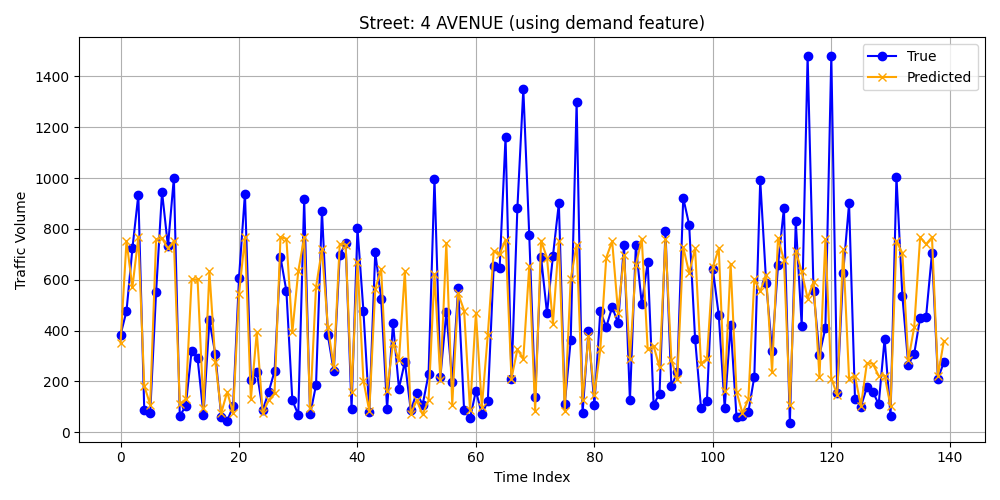 Street: 4 AVENUE (using demand feature)
True
Predicted
Traffic Volume
1400
1200
1000
800
600
400
200
0
0 20 40 60 80 100 120 140
Time Index